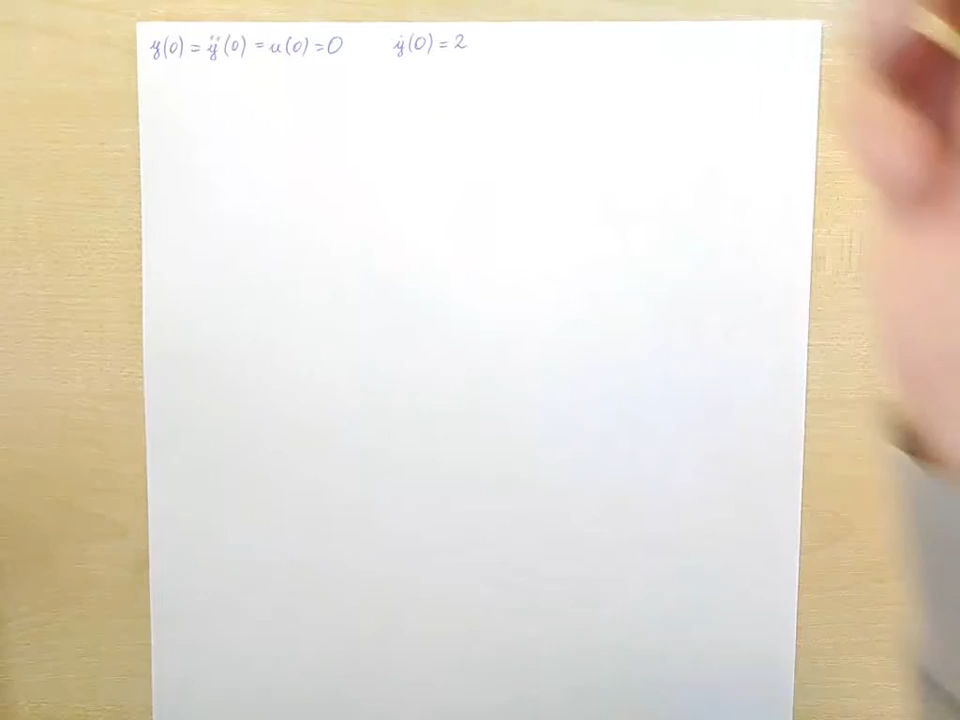 y(0) = ÿ(0) = u(0) = 0 ẏ(0) = 2